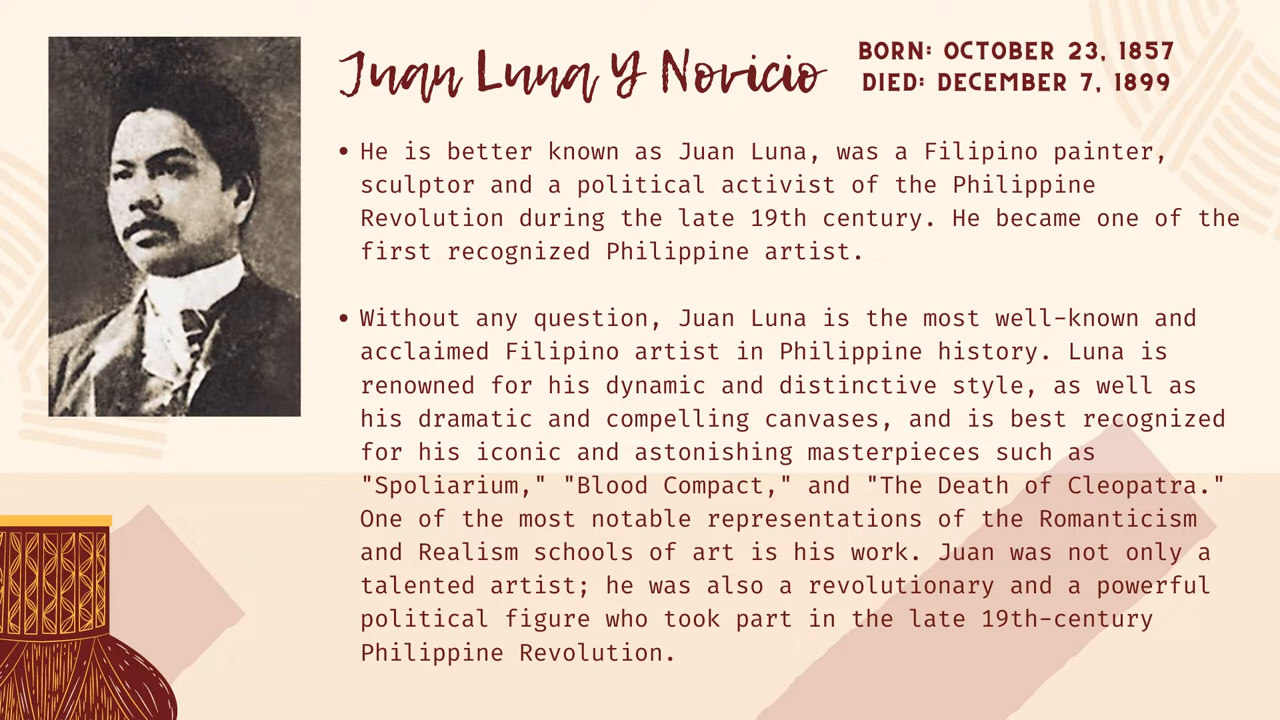 Juan Luna Y Novicio
BORN: OCTOBER 23, 1857
DIED: DECEMBER 7, 1899
• He is better known as Juan Luna, was a Filipino painter,
sculptor and a political activist of the Philippine
Revolution during the late 19th century. He became one of the
first recognized Philippine artist.
• Without any question, Juan Luna is the most well-known and
acclaimed Filipino artist in Philippine history. Luna is
renowned for his dynamic and distinctive style, as well as
his dramatic and compelling canvases, and is best recognized
for his iconic and astonishing masterpieces such as
"Spoliarium," "Blood Compact," and "The Death of Cleopatra."
One of the most notable representations of the Romanticism
and Realism schools of art is his work. Juan was not only a
talented artist; he was also a revolutionary and a powerful
political figure who took part in the late 19th-century
Philippine Revolution.